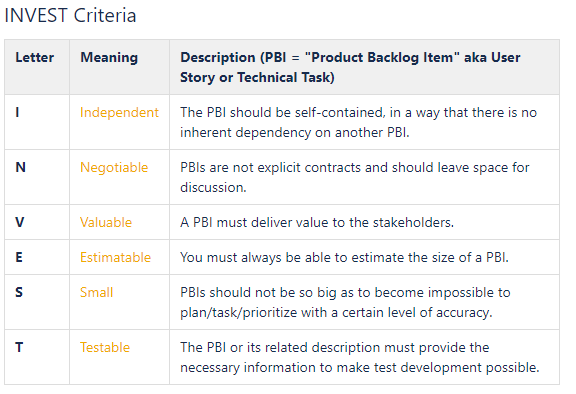 INVEST Criteria
Letter Meaning Description (PBI = "Product Backlog Item" aka User
Story or Technical Task)
I Independent The PBI should be self-contained, in a way that there is no
inherent dependency on another PBI.
N Negotiable PBIs are not explicit contracts and should leave space for
discussion.
V Valuable A PBI must deliver value to the stakeholders.
E Estimatable You must always be able to estimate the size of a PBI.
S Small PBIs should not be so big as to become impossible to
plan/task/prioritize with a certain level of accuracy.
T Testable The PBI or its related description must provide the
necessary information to make test development possible.